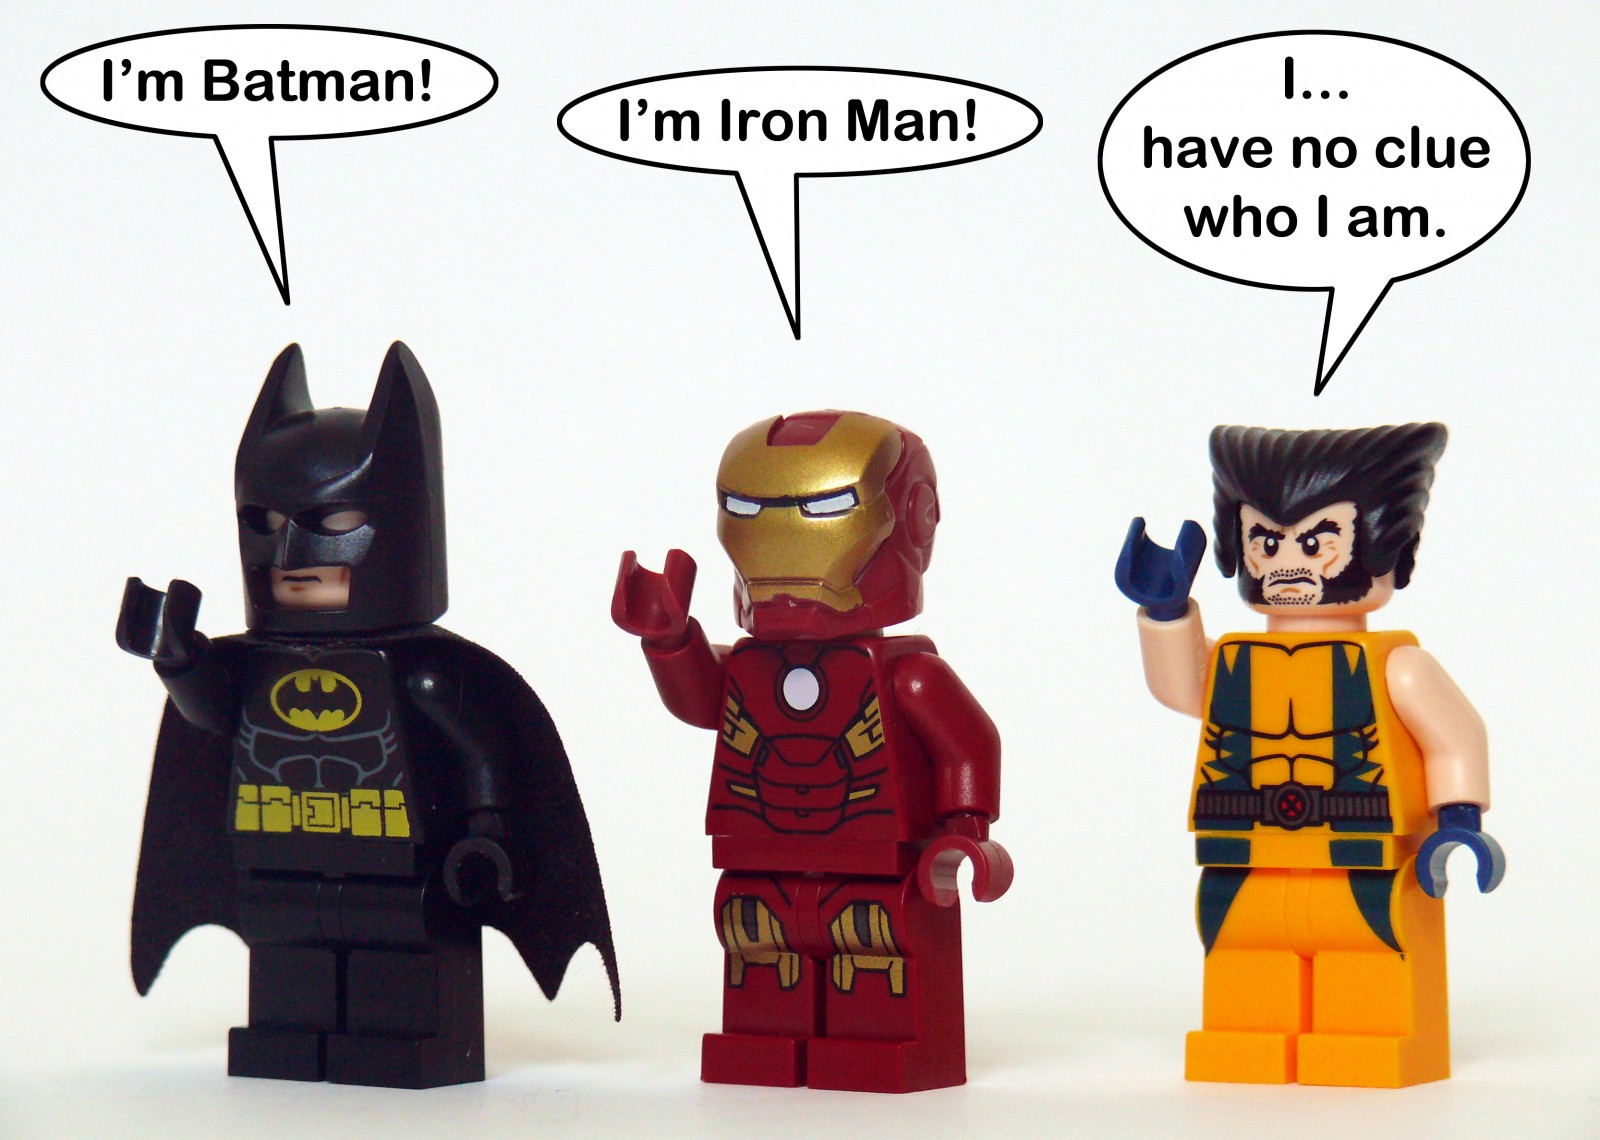 I'm Batman!
I'm Iron Man!
I...
have no clue
who I am.